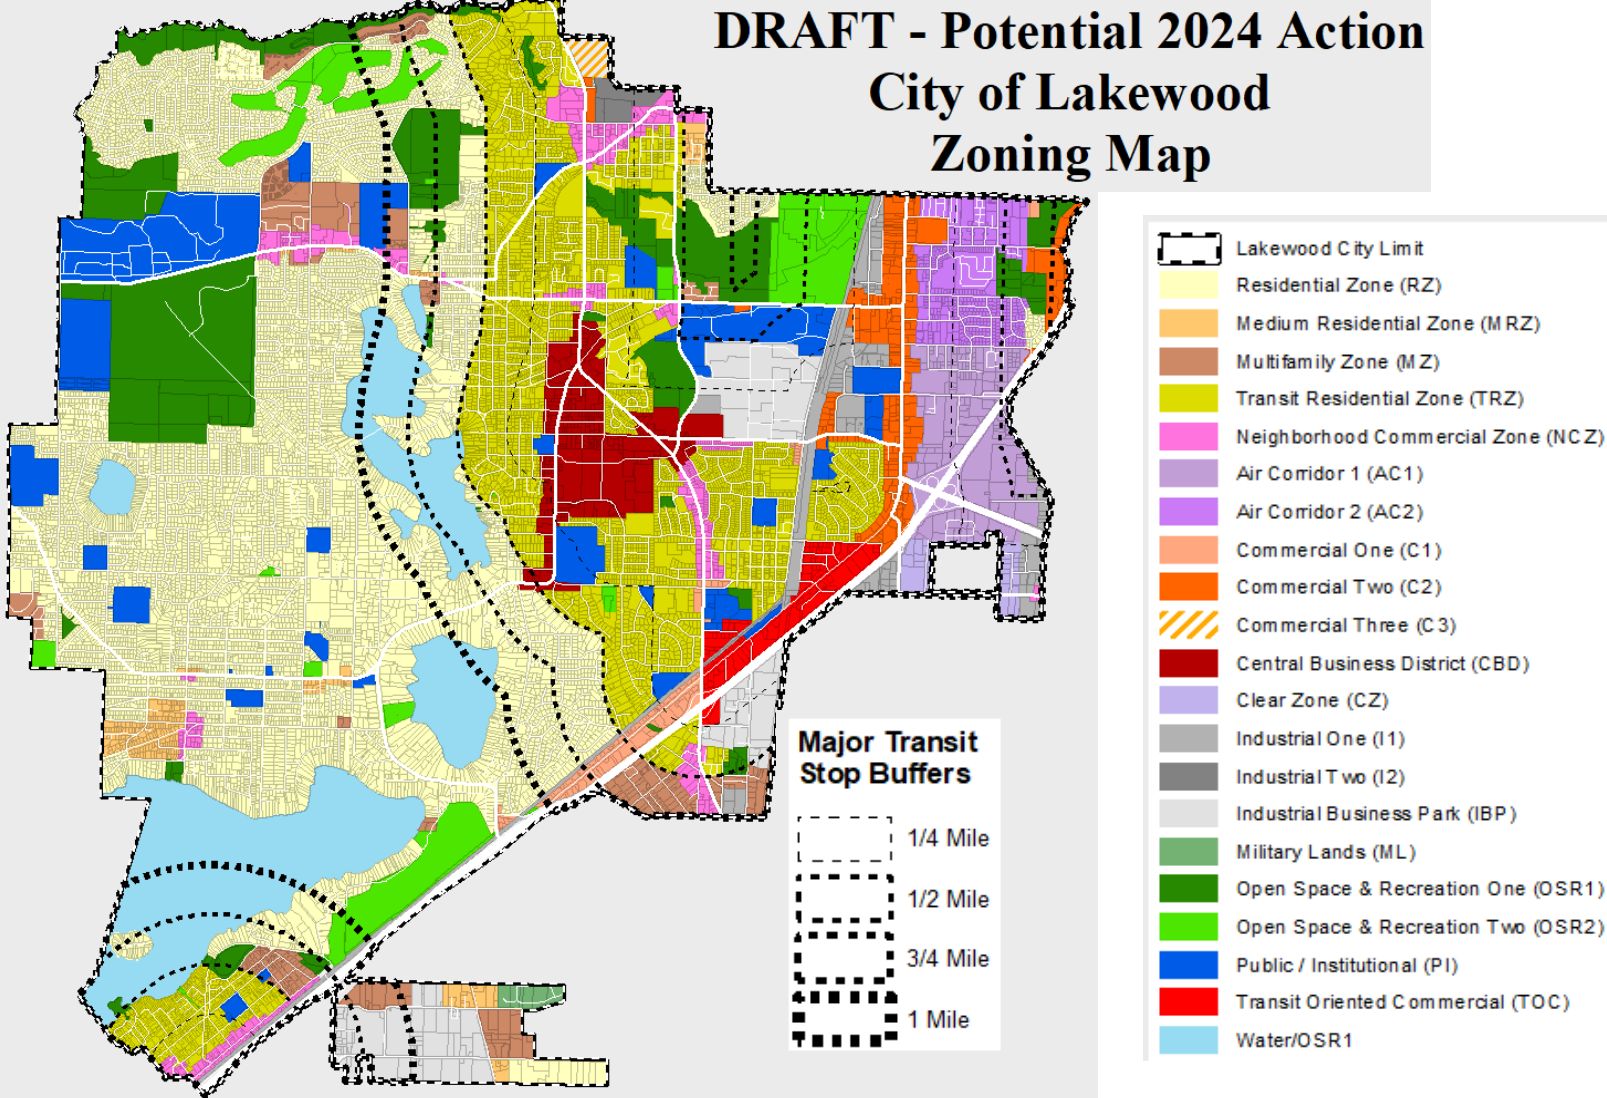 DRAFT - Potential 2024 Action
City of Lakewood
Zoning Map
Lakewood City Limit
Residential Zone (RZ)
Medium Residential Zone (MRZ)
Multifamily Zone (MZ)
Transit Residential Zone (TRZ)
Neighborhood Commercial Zone (NCZ)
Air Corridor 1 (AC1)
Air Corridor 2 (AC2)
Commercial One (C1)
Commercial Two (C2)
Commercial Three (C3)
Central Business District (CBD)
Clear Zone (CZ)
Industrial One (I1)
Industrial Two (I2)
Industrial Business Park (IBP)
Military Lands (ML)
Open Space & Recreation One (OSR1)
Open Space & Recreation Two (OSR2)
Public / Institutional (PI)
Transit Oriented Commercial (TOC)
Water/OSR1
Major Transit
Stop Buffers
1/4 Mile
1/2 Mile
3/4 Mile
1 Mile